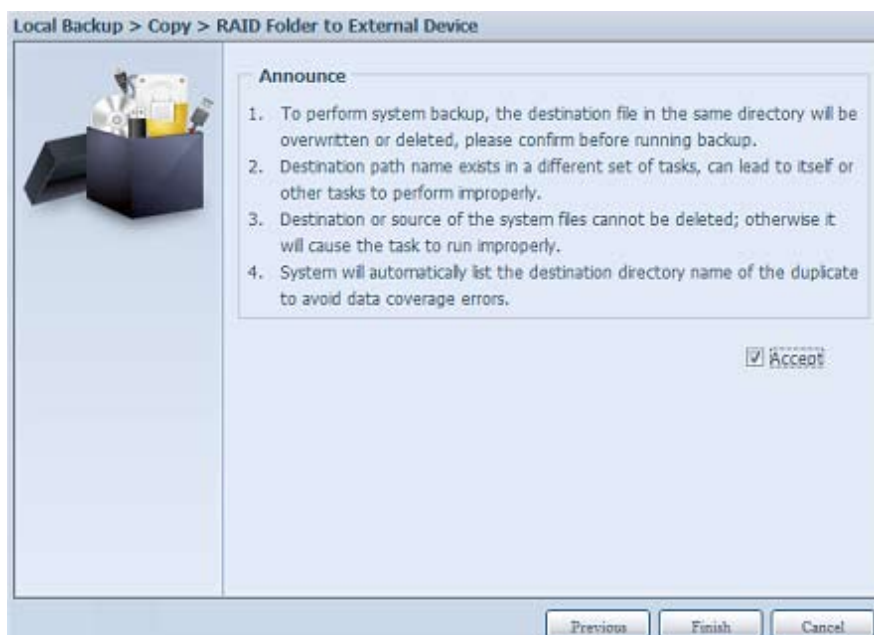 Local Backup > Copy > RAID Folder to External Device
Announce
1. To perform system backup, the destination file in the same directory will be
overwritten or deleted, please confirm before running backup.
2. Destination path name exists in a different set of tasks, can lead to itself or
other tasks to perform improperly.
3. Destination or source of the system files cannot be deleted; otherwise it
will cause the task to run improperly.
4. System will automatically list the destination directory name of the duplicate
to avoid data coverage errors.
Accept
Previous
Finish
Cancel